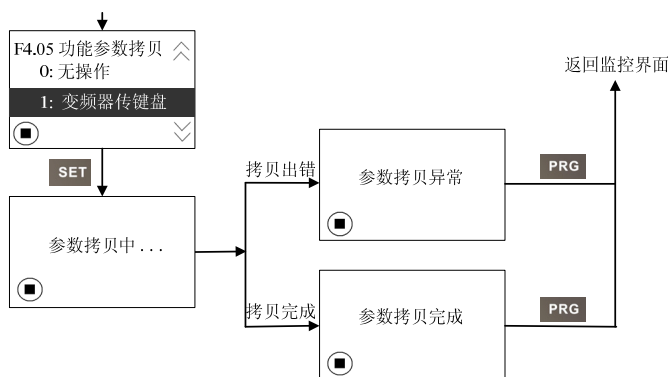 F4.05 功能参数拷贝
0: 无操作
1: 变频器传键盘
SET
参数拷贝中 . . .
拷贝出错
参数拷贝异常
PRG
返回监控界面
拷贝完成
参数拷贝完成
PRG